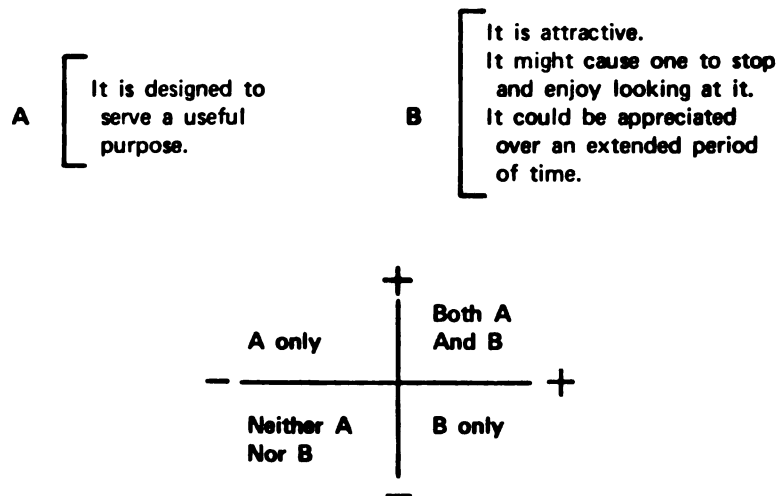 A
It is designed to
serve a useful
purpose.
B
It is attractive.
It might cause one to stop
and enjoy looking at it.
It could be appreciated
over an extended period
of time.
+
A only
Both A
And B
− +
Neither A
Nor B
B only
−